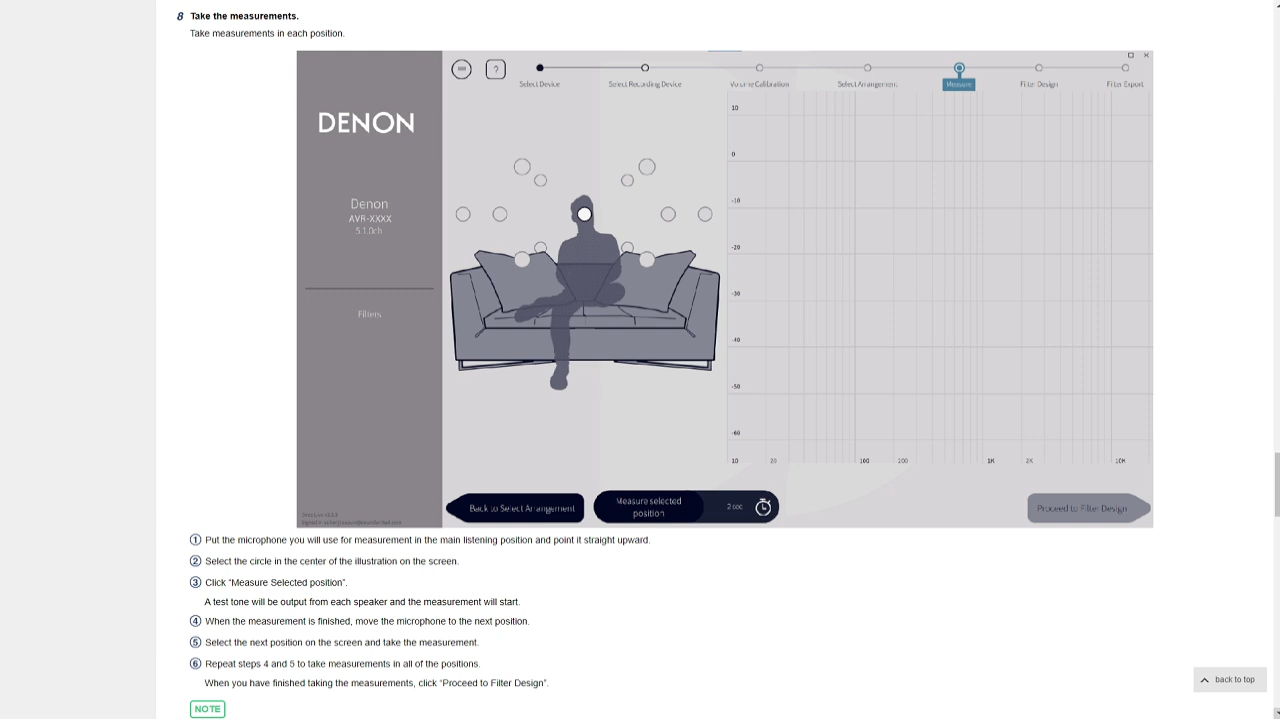 8 Take the measurements.
Take measurements in each position.
?
Select Device
Select Recording Device
Volume Calibration
Select Arrangement
Measure
Filter Design
Filter Export
DENON
Denon
AVR-XXXX
5.1.0ch
Filters
10
0
-10
-20
-30
-40
-50
-60
10 20 100 200 1K 2K 10K
Back to Select Arrangement
Measure selected
position
2 sec
Proceed to Filter Design
① Put the microphone you will use for measurement in the main listening position and point it straight upward.
② Select the circle in the center of the illustration on the screen.
③ Click "Measure Selected position".
A test tone will be output from each speaker and the measurement will start.
④ When the measurement is finished, move the microphone to the next position.
⑤ Select the next position on the screen and take the measurement.
⑥ Repeat steps 4 and 5 to take measurements in all of the positions.
When you have finished taking the measurements, click "Proceed to Filter Design".
back to top
NOTE